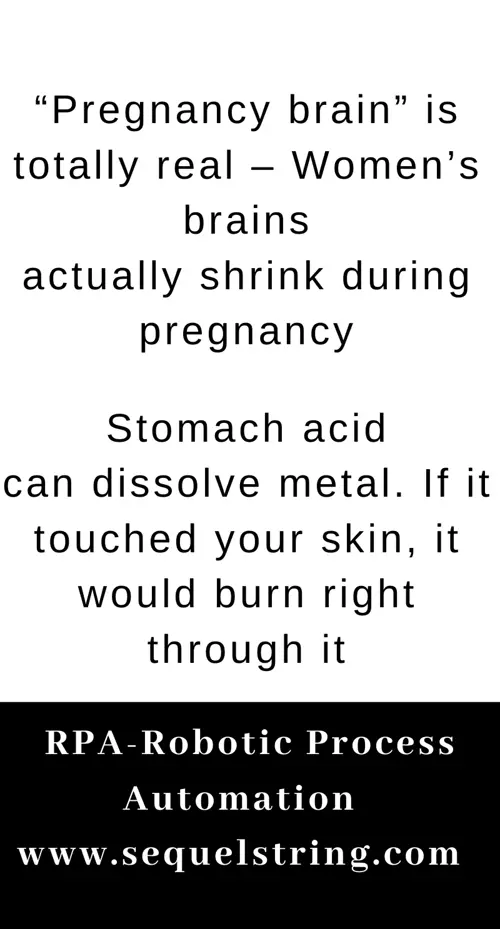 “Pregnancy brain” is
totally real – Women’s
brains
actually shrink during
pregnancy
Stomach acid
can dissolve metal. If it
touched your skin, it
would burn right
through it
RPA-Robotic Process
Automation
www.sequelstring.com